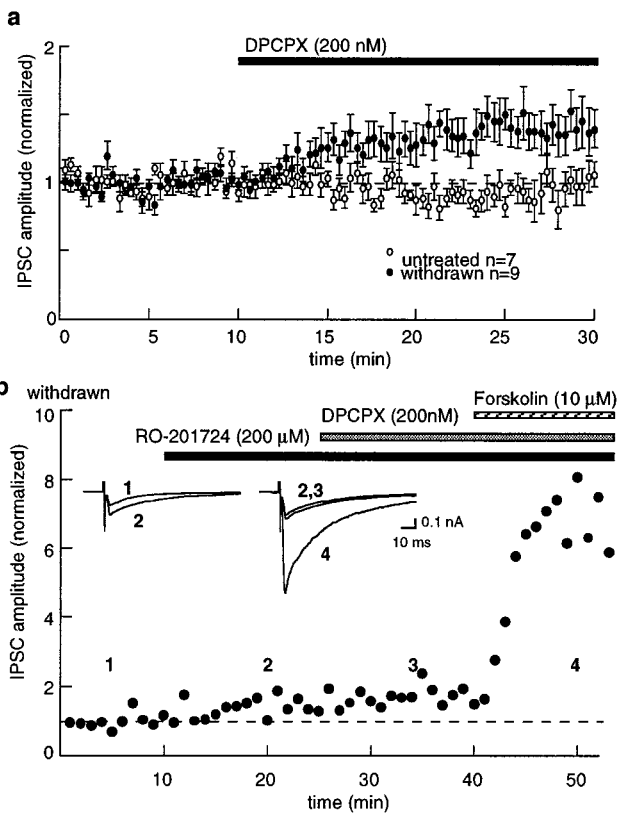 a
DPCPX (200 nM)
IPSC amplitude (normalized)
2
1
0
untreated n=7
withdrawn n=9
0 5 10 15 20 25 30
time (min)
b withdrawn
Forskolin (10 μM)
DPCPX (200nM)
RO-201724 (200 μM)
IPSC amplitude (normalized)
10
8
6
4
2
0
1
2
2,3
4
0.1 nA
10 ms
1 2 3 4
10 20 30 40 50
time (min)